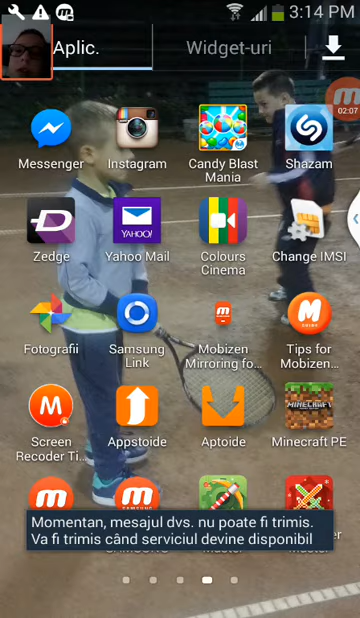 3:14 PM
Aplic.
Widget-uri
02:07
Messenger
Instagram
Candy Blast
Mania
Shazam
Zedge
YAHOO!
Yahoo Mail
Colours
Cinema
Change IMSI
Fotografii
Samsung
Link
Mobizen
Mirroring fo...
GUIDE
Tips for
Mobizen...
Screen
Recoder Ti...
Appstoide
Aptoide
MINECRAFT
Minecraft PE
Momentan, mesajul dvs. nu poate fi trimis.
Va fi trimis când serviciul devine disponibil